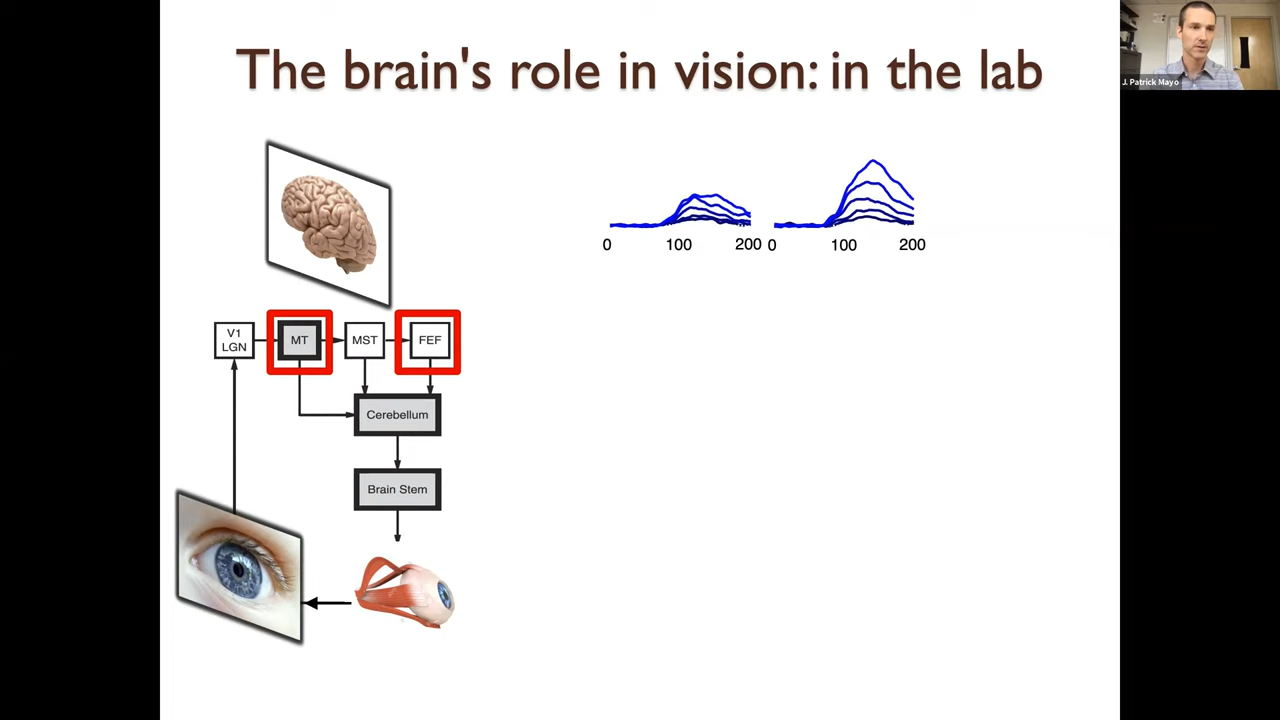 The brain's role in vision: in the lab
J. Patrick Mayo
0 100 200 0 100 200
V1
LGN
MT
MST
FEF
Cerebellum
Brain Stem